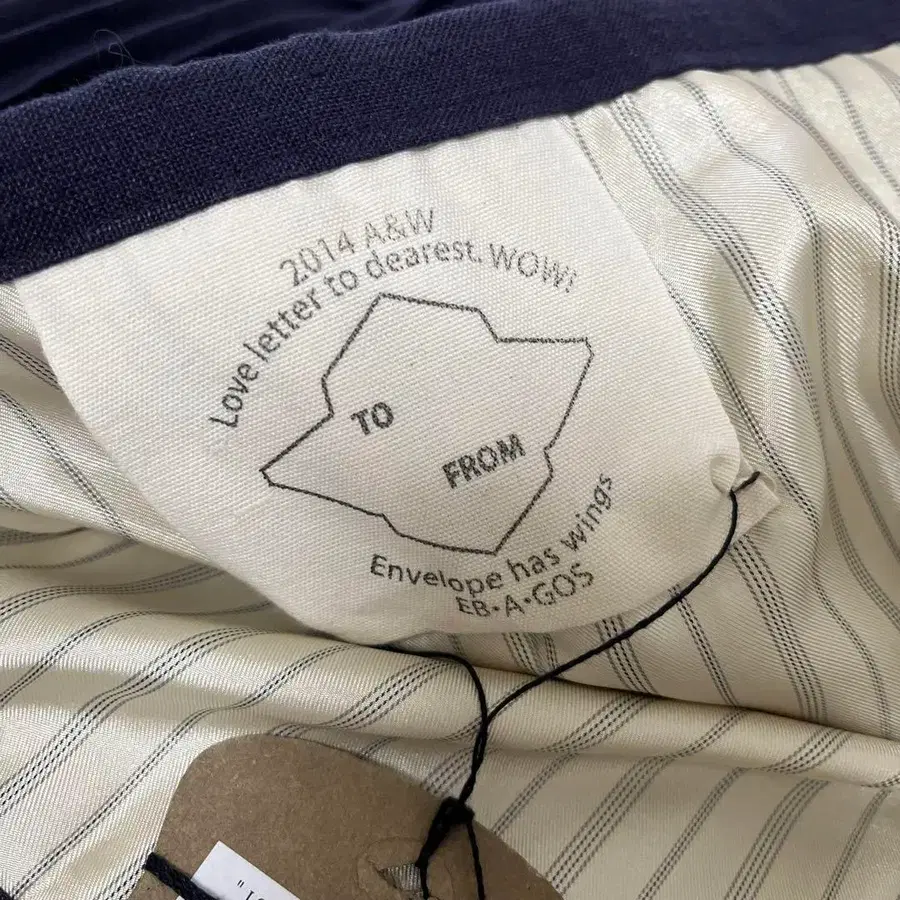 2014 A&W
Love letter to dearest. WOW!
TO
FROM
Envelope has wings
EB•A•GOS